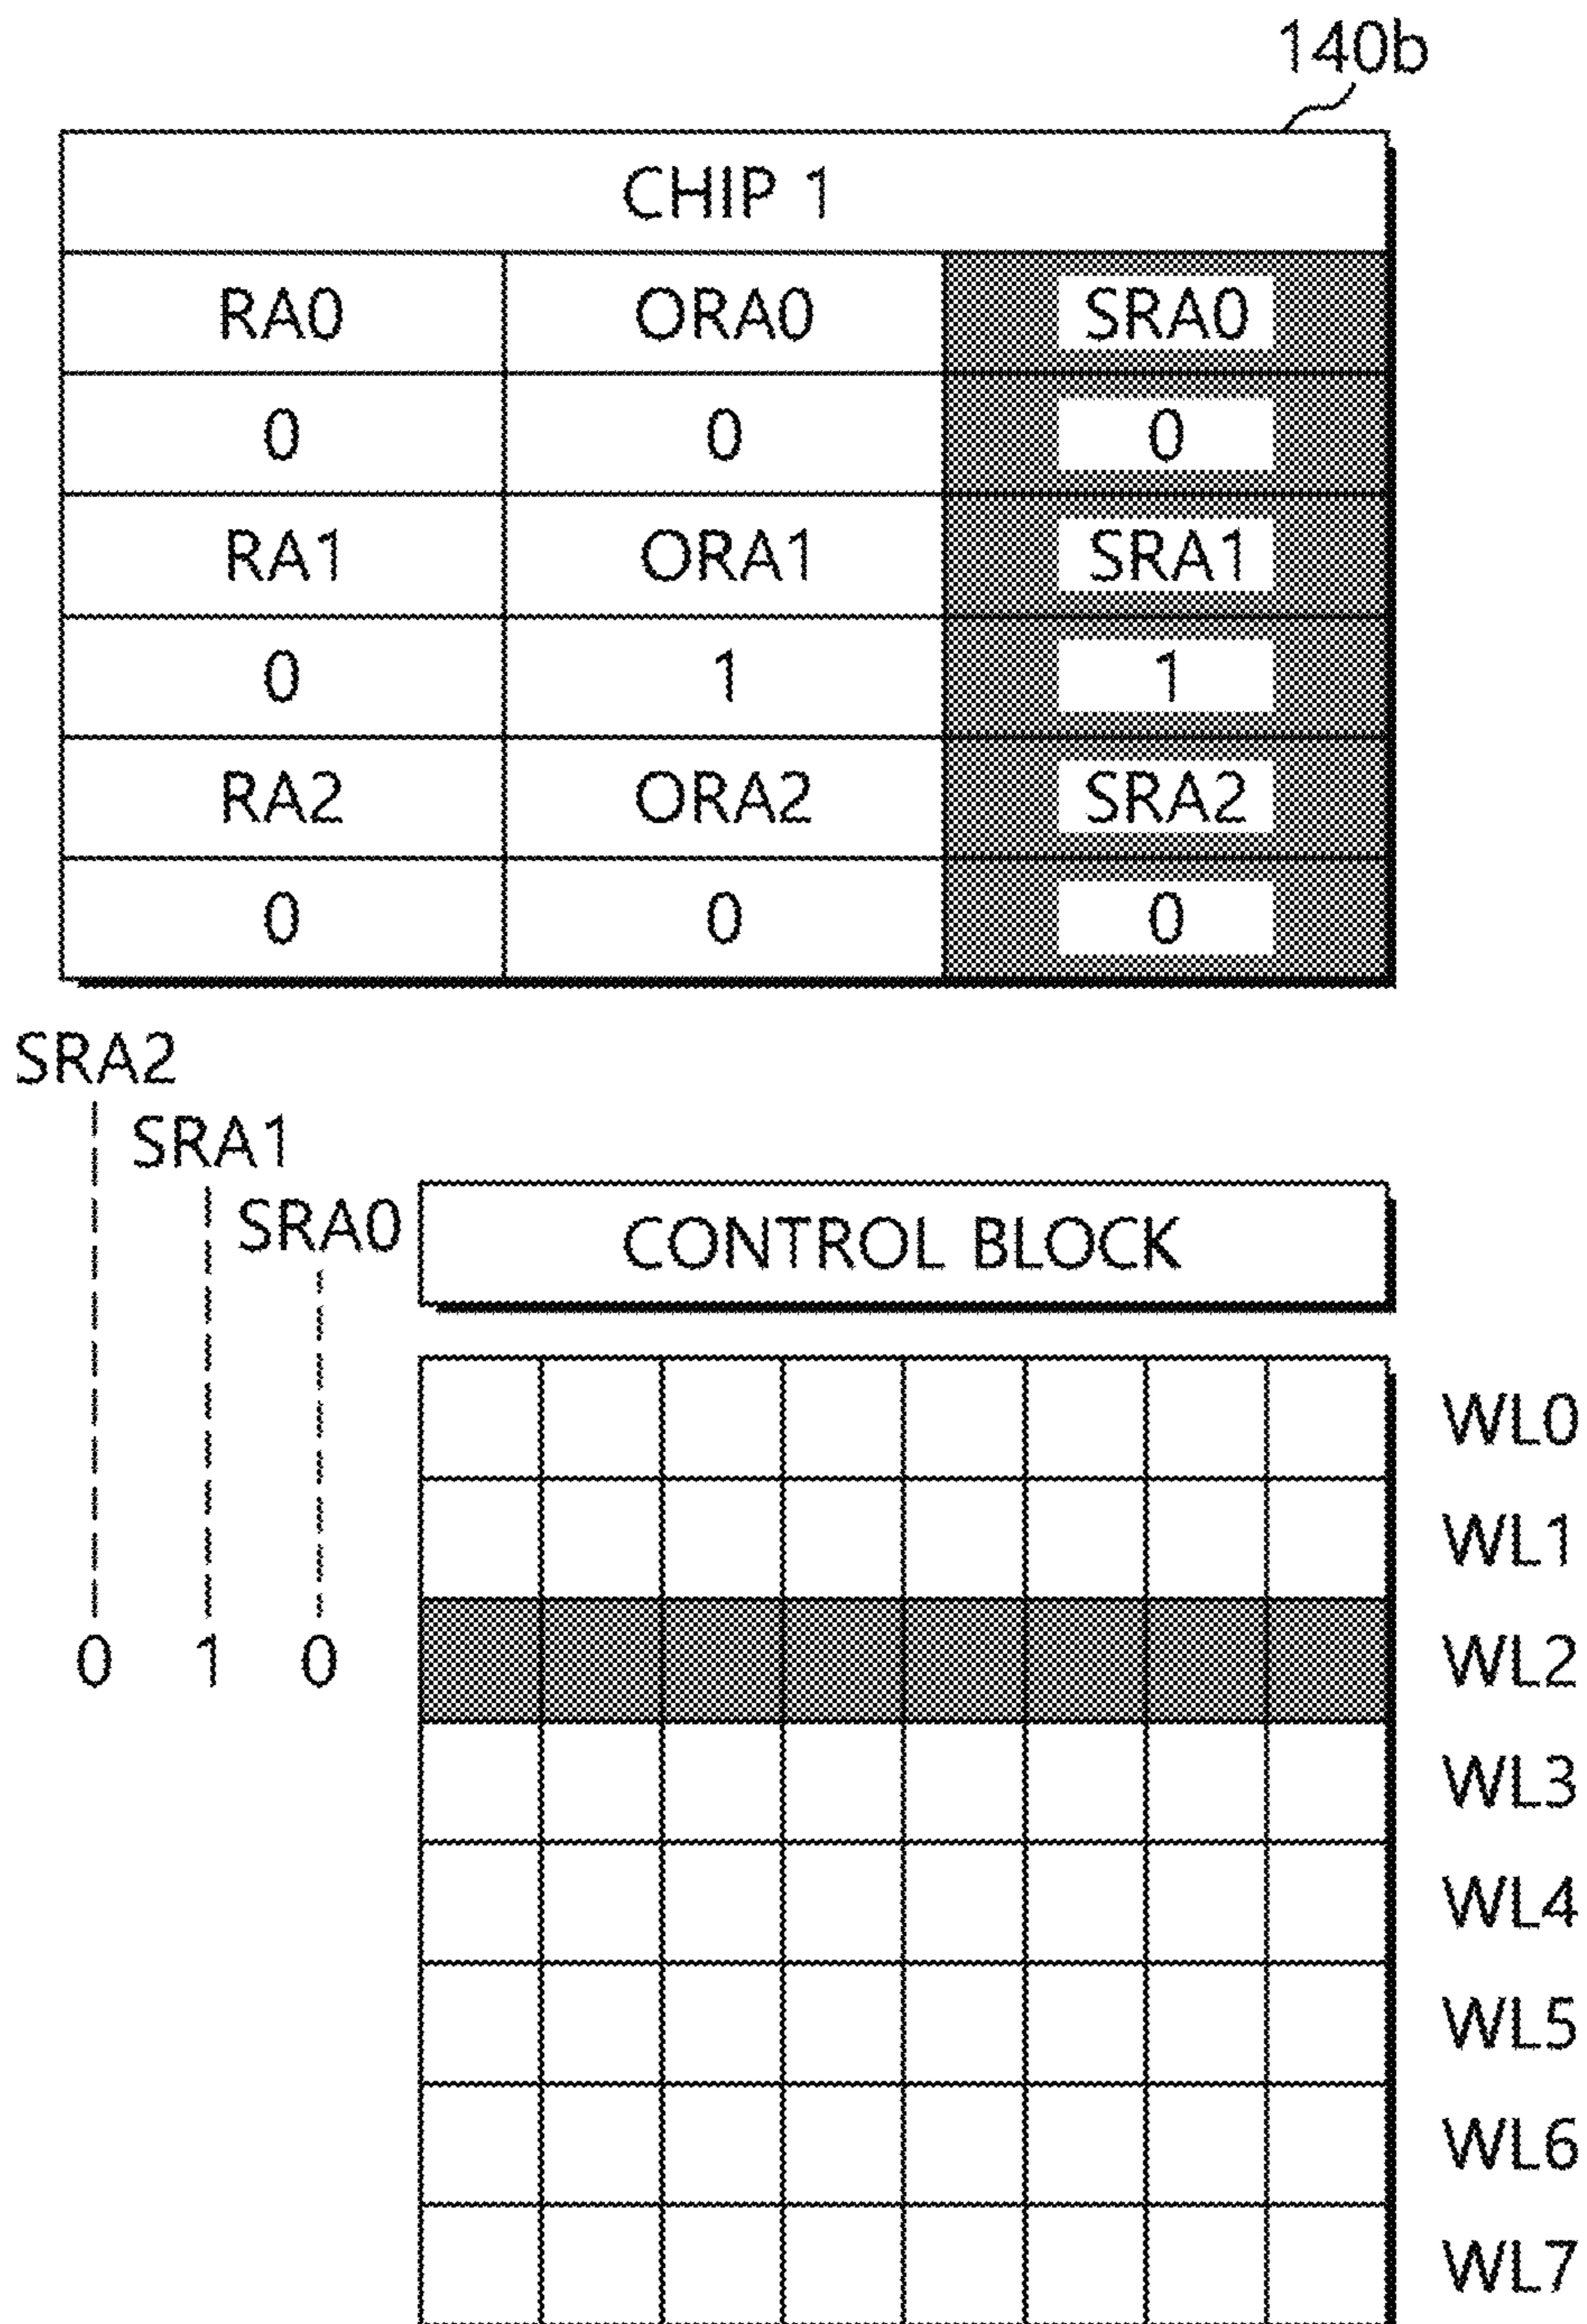 140b
CHIP 1
RA0 ORA0 SRA0
0 0 0
RA1 ORA1 SRA1
0 1 1
RA2 ORA2 SRA2
0 0 0
SRA2
SRA1
SRA0
CONTROL BLOCK
WL0
WL1
0 1 0 WL2
WL3
WL4
WL5
WL6
WL7